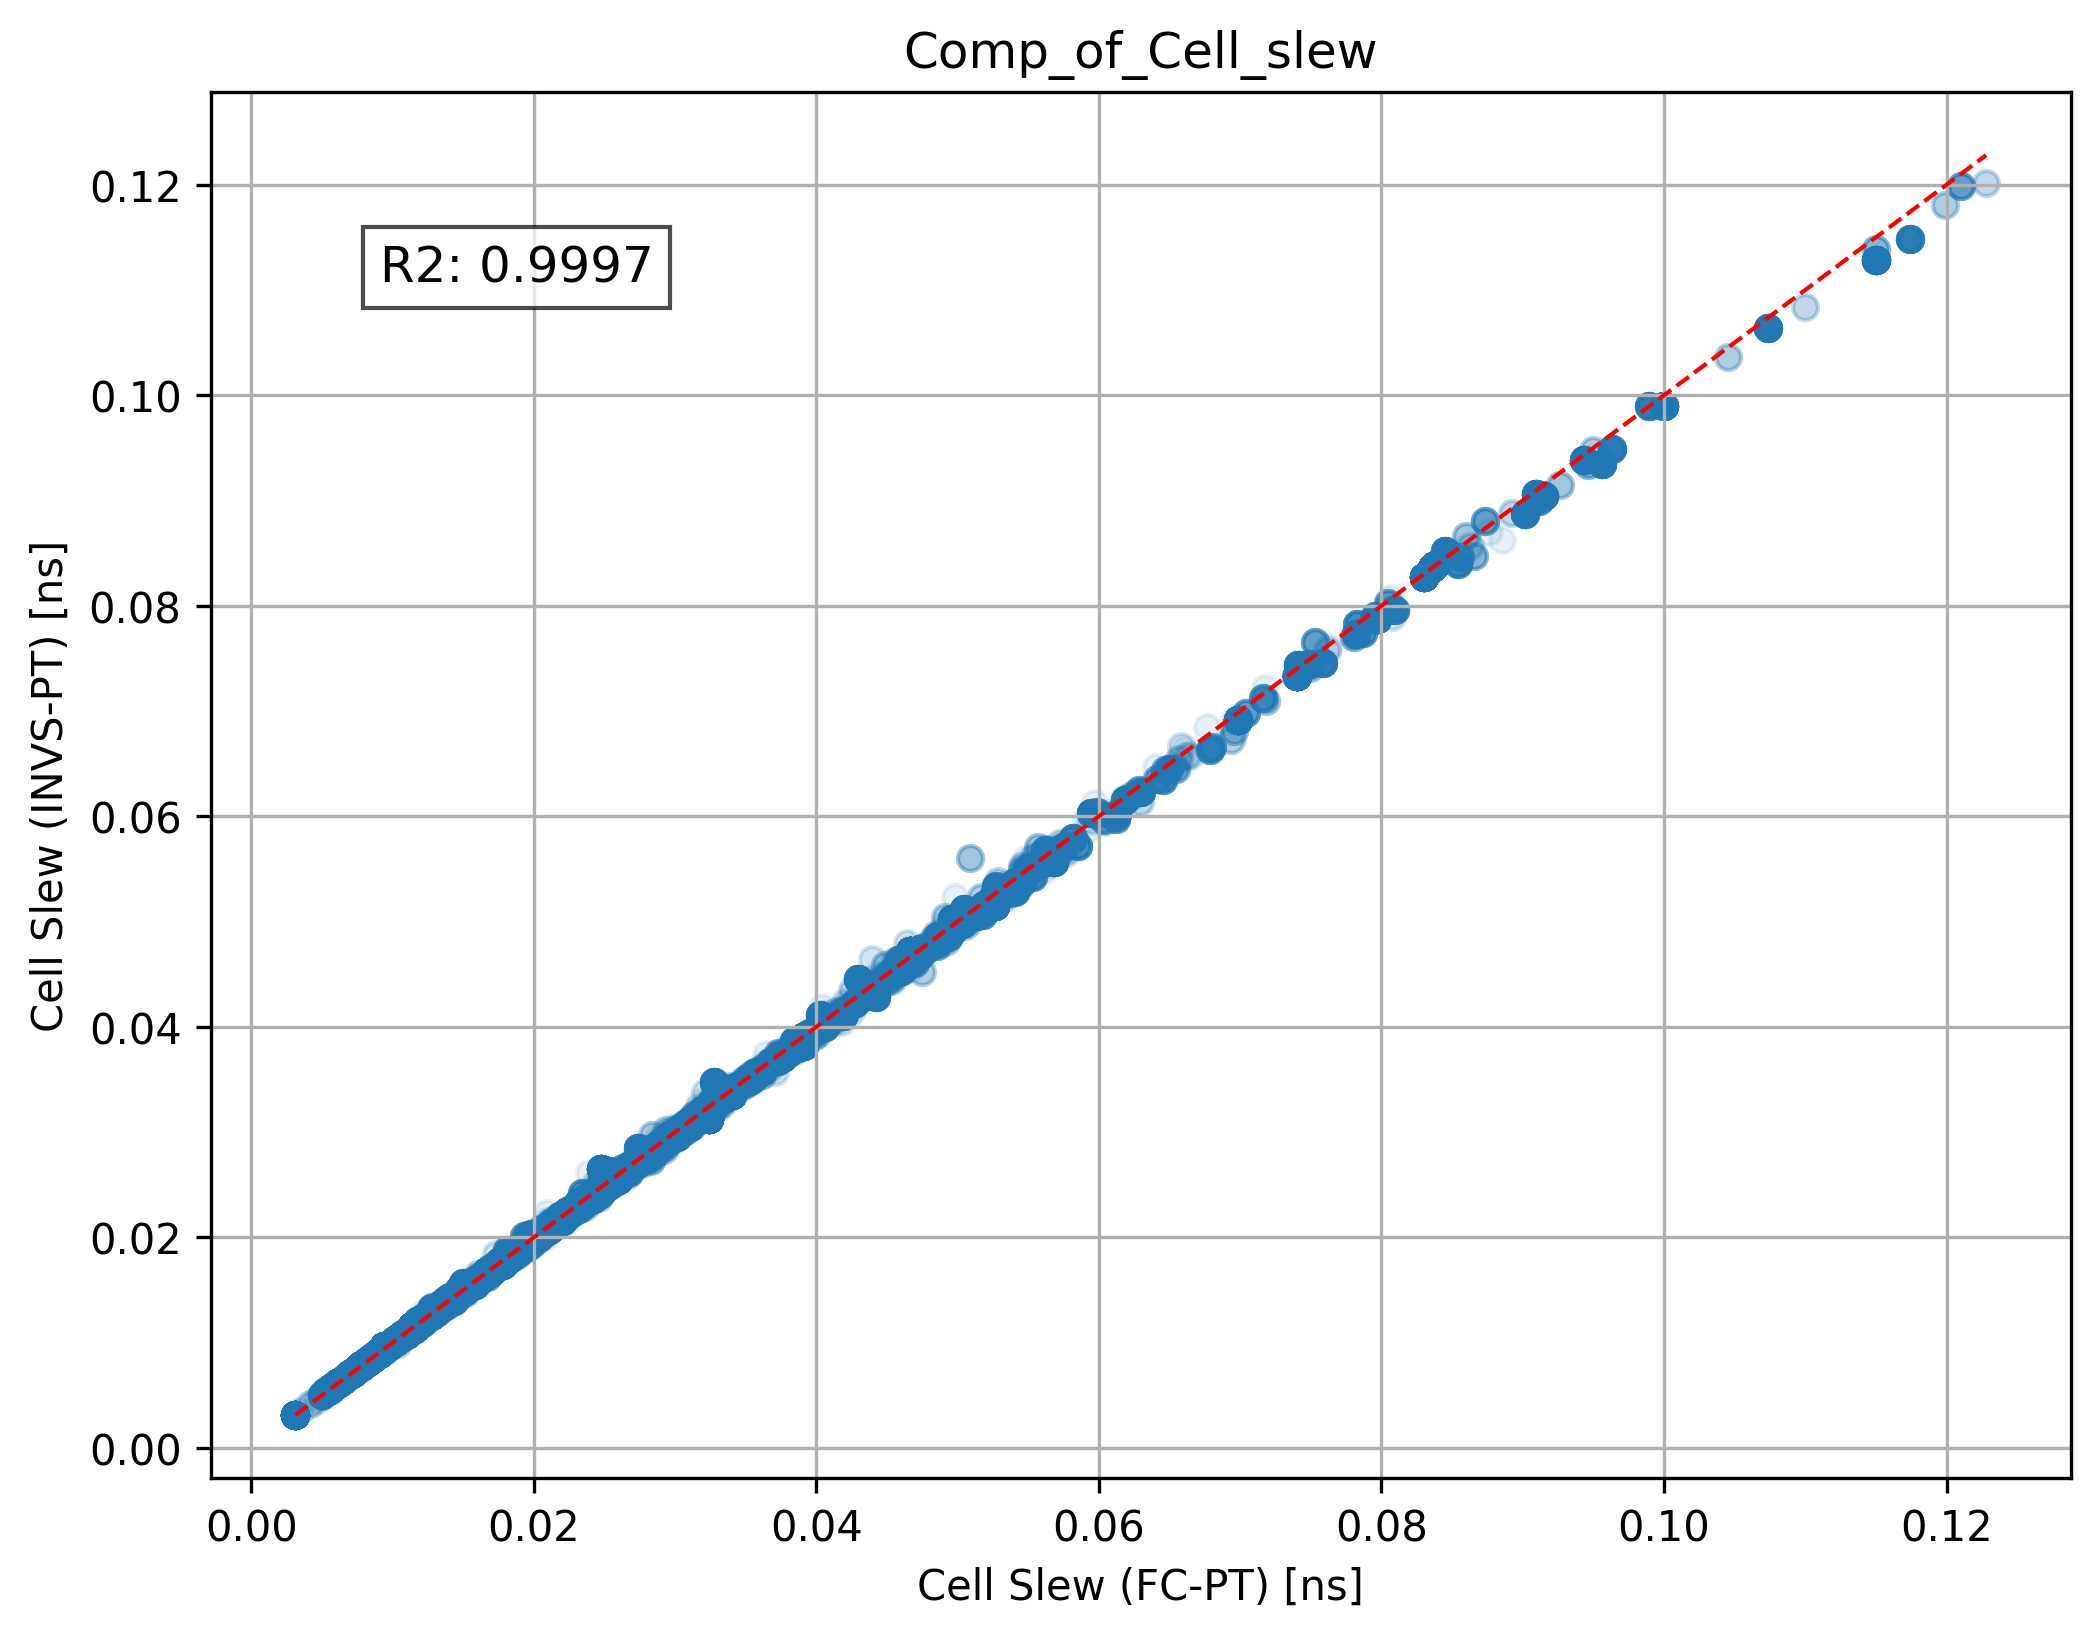 Comp_of_Cell_slew
R2: 0.9997
Cell Slew (INVS-PT) [ns]
0.12
0.10
0.08
0.06
0.04
0.02
0.00
0.00 0.02 0.04 0.06 0.08 0.10 0.12
Cell Slew (FC-PT) [ns]